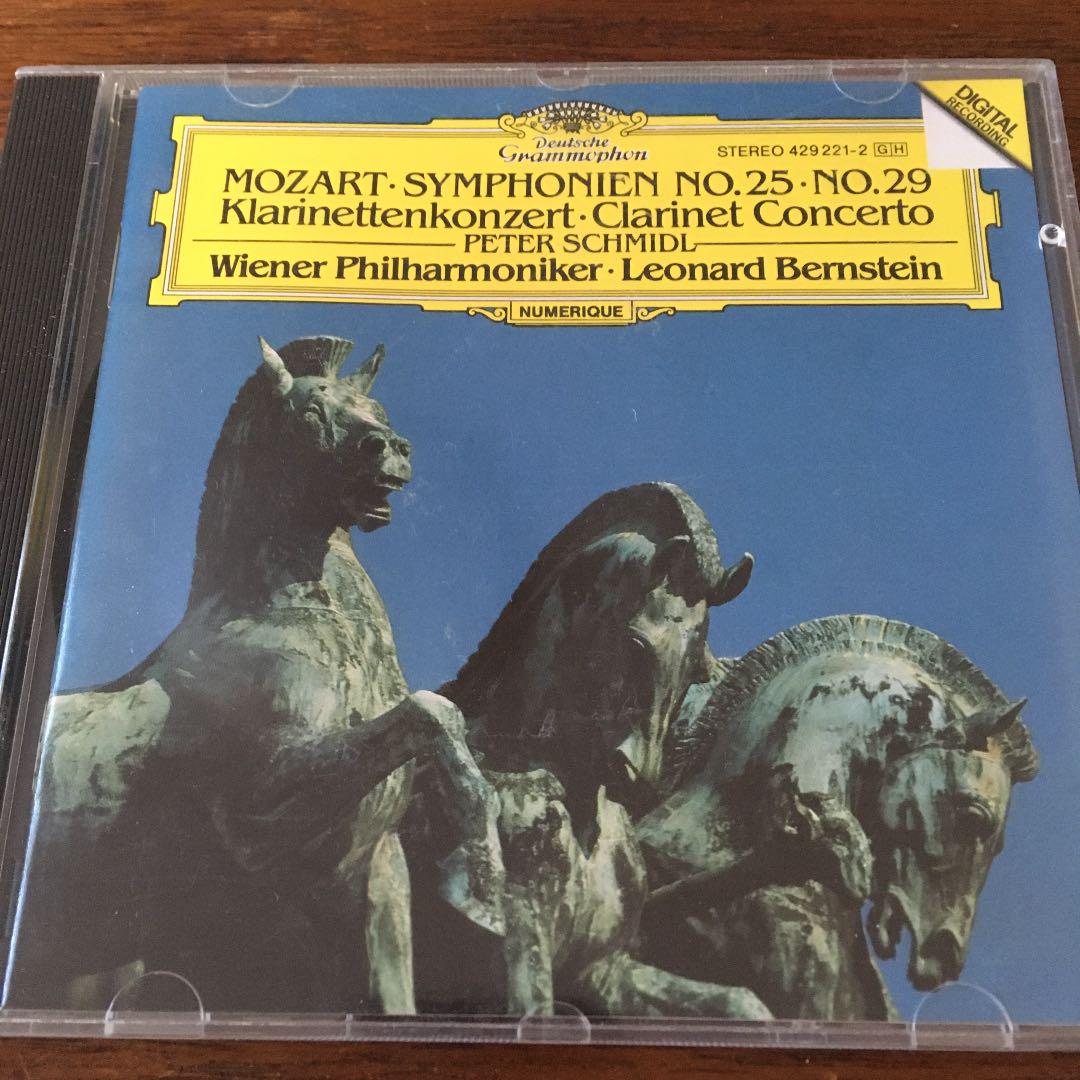 DIGITAL
RECORDING
Deutsche
Grammophon
STEREO 429 221-2 G H
MOZART · SYMPHONIEN NO. 25 · NO. 29
Klarinettenkonzert · Clarinet Concerto
PETER SCHMIDL
Wiener Philharmoniker · Leonard Bernstein
NUMERIQUE